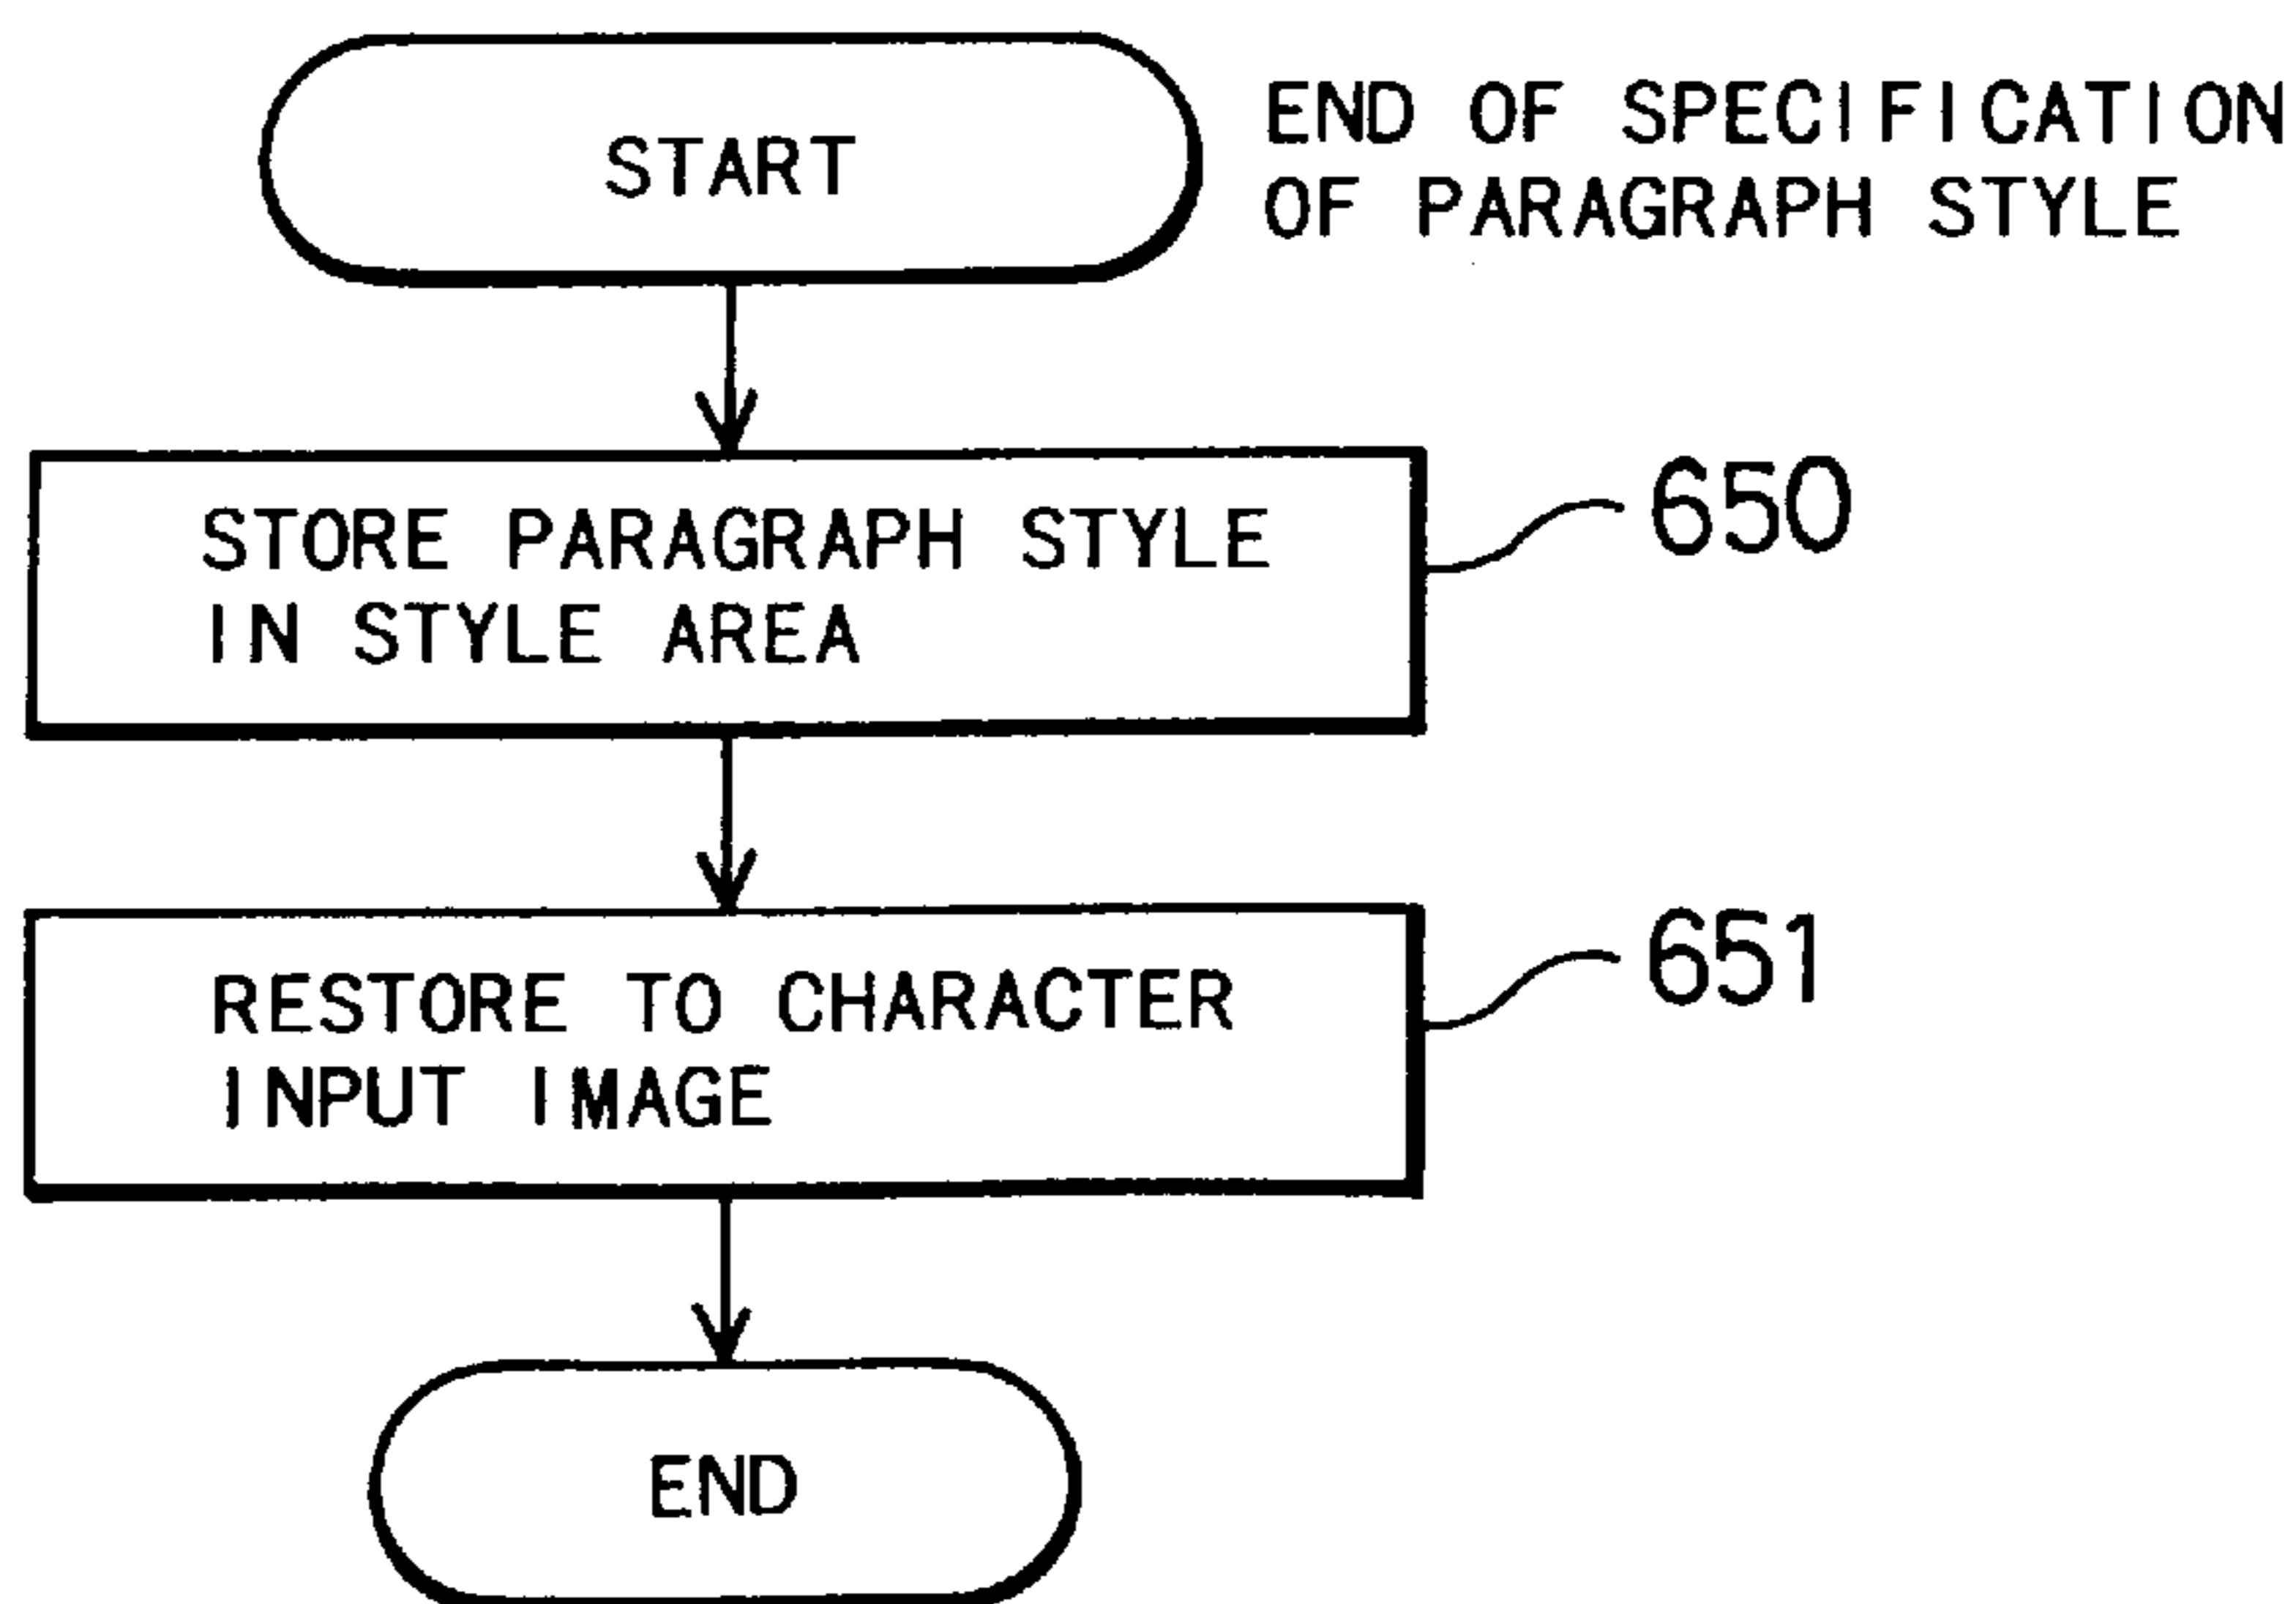 START
END OF SPECIFICATION
OF PARAGRAPH STYLE
STORE PARAGRAPH STYLE
IN STYLE AREA
650
RESTORE TO CHARACTER
INPUT IMAGE
651
END